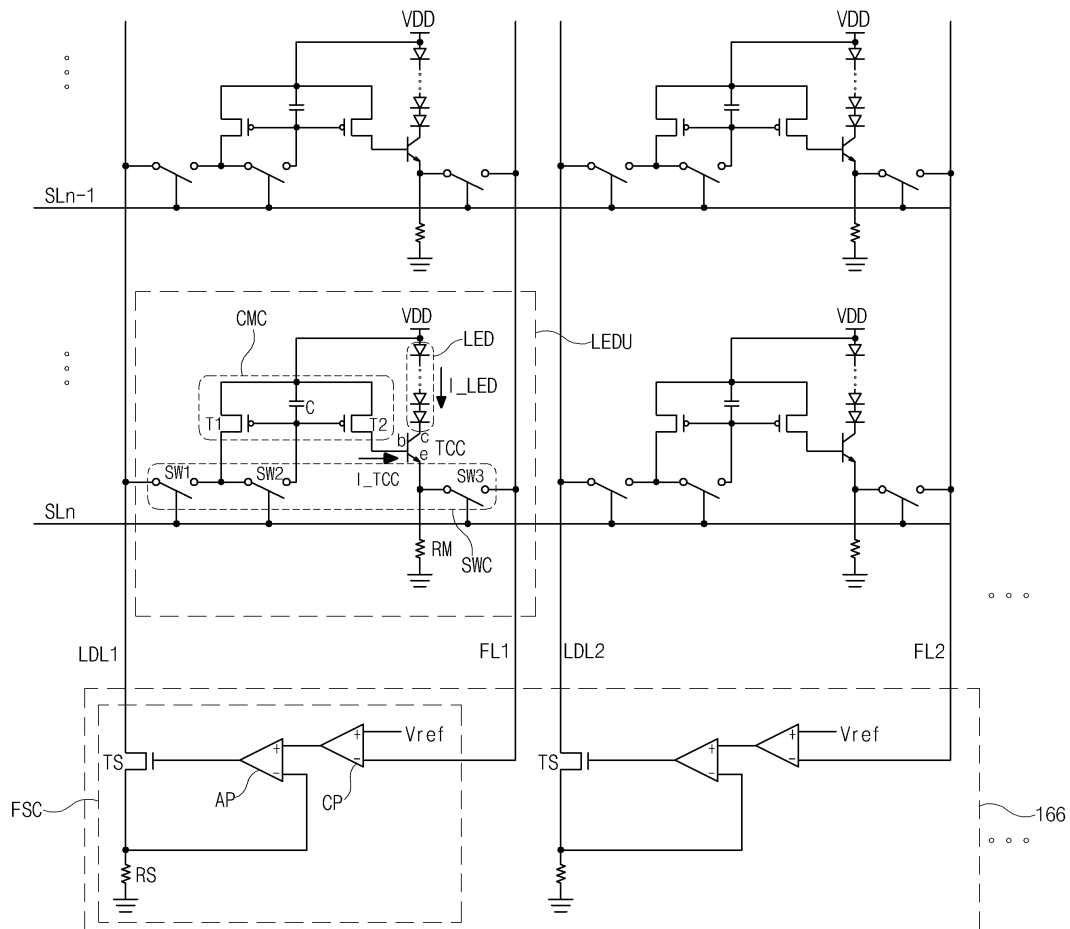 VDD
VDD
SLn-1
CMC
VDD
LED
LEDU
VDD
I_LED
C
T1
T2
b
c
TCC
e
SW1
SW2
I_TCC
SW3
SLn
RM
SWC
LDL1
FL1
LDL2
FL2
+
Vref
+
Vref
TS
+
-
-
TS
+
-
-
AP
CP
FSC
166
RS